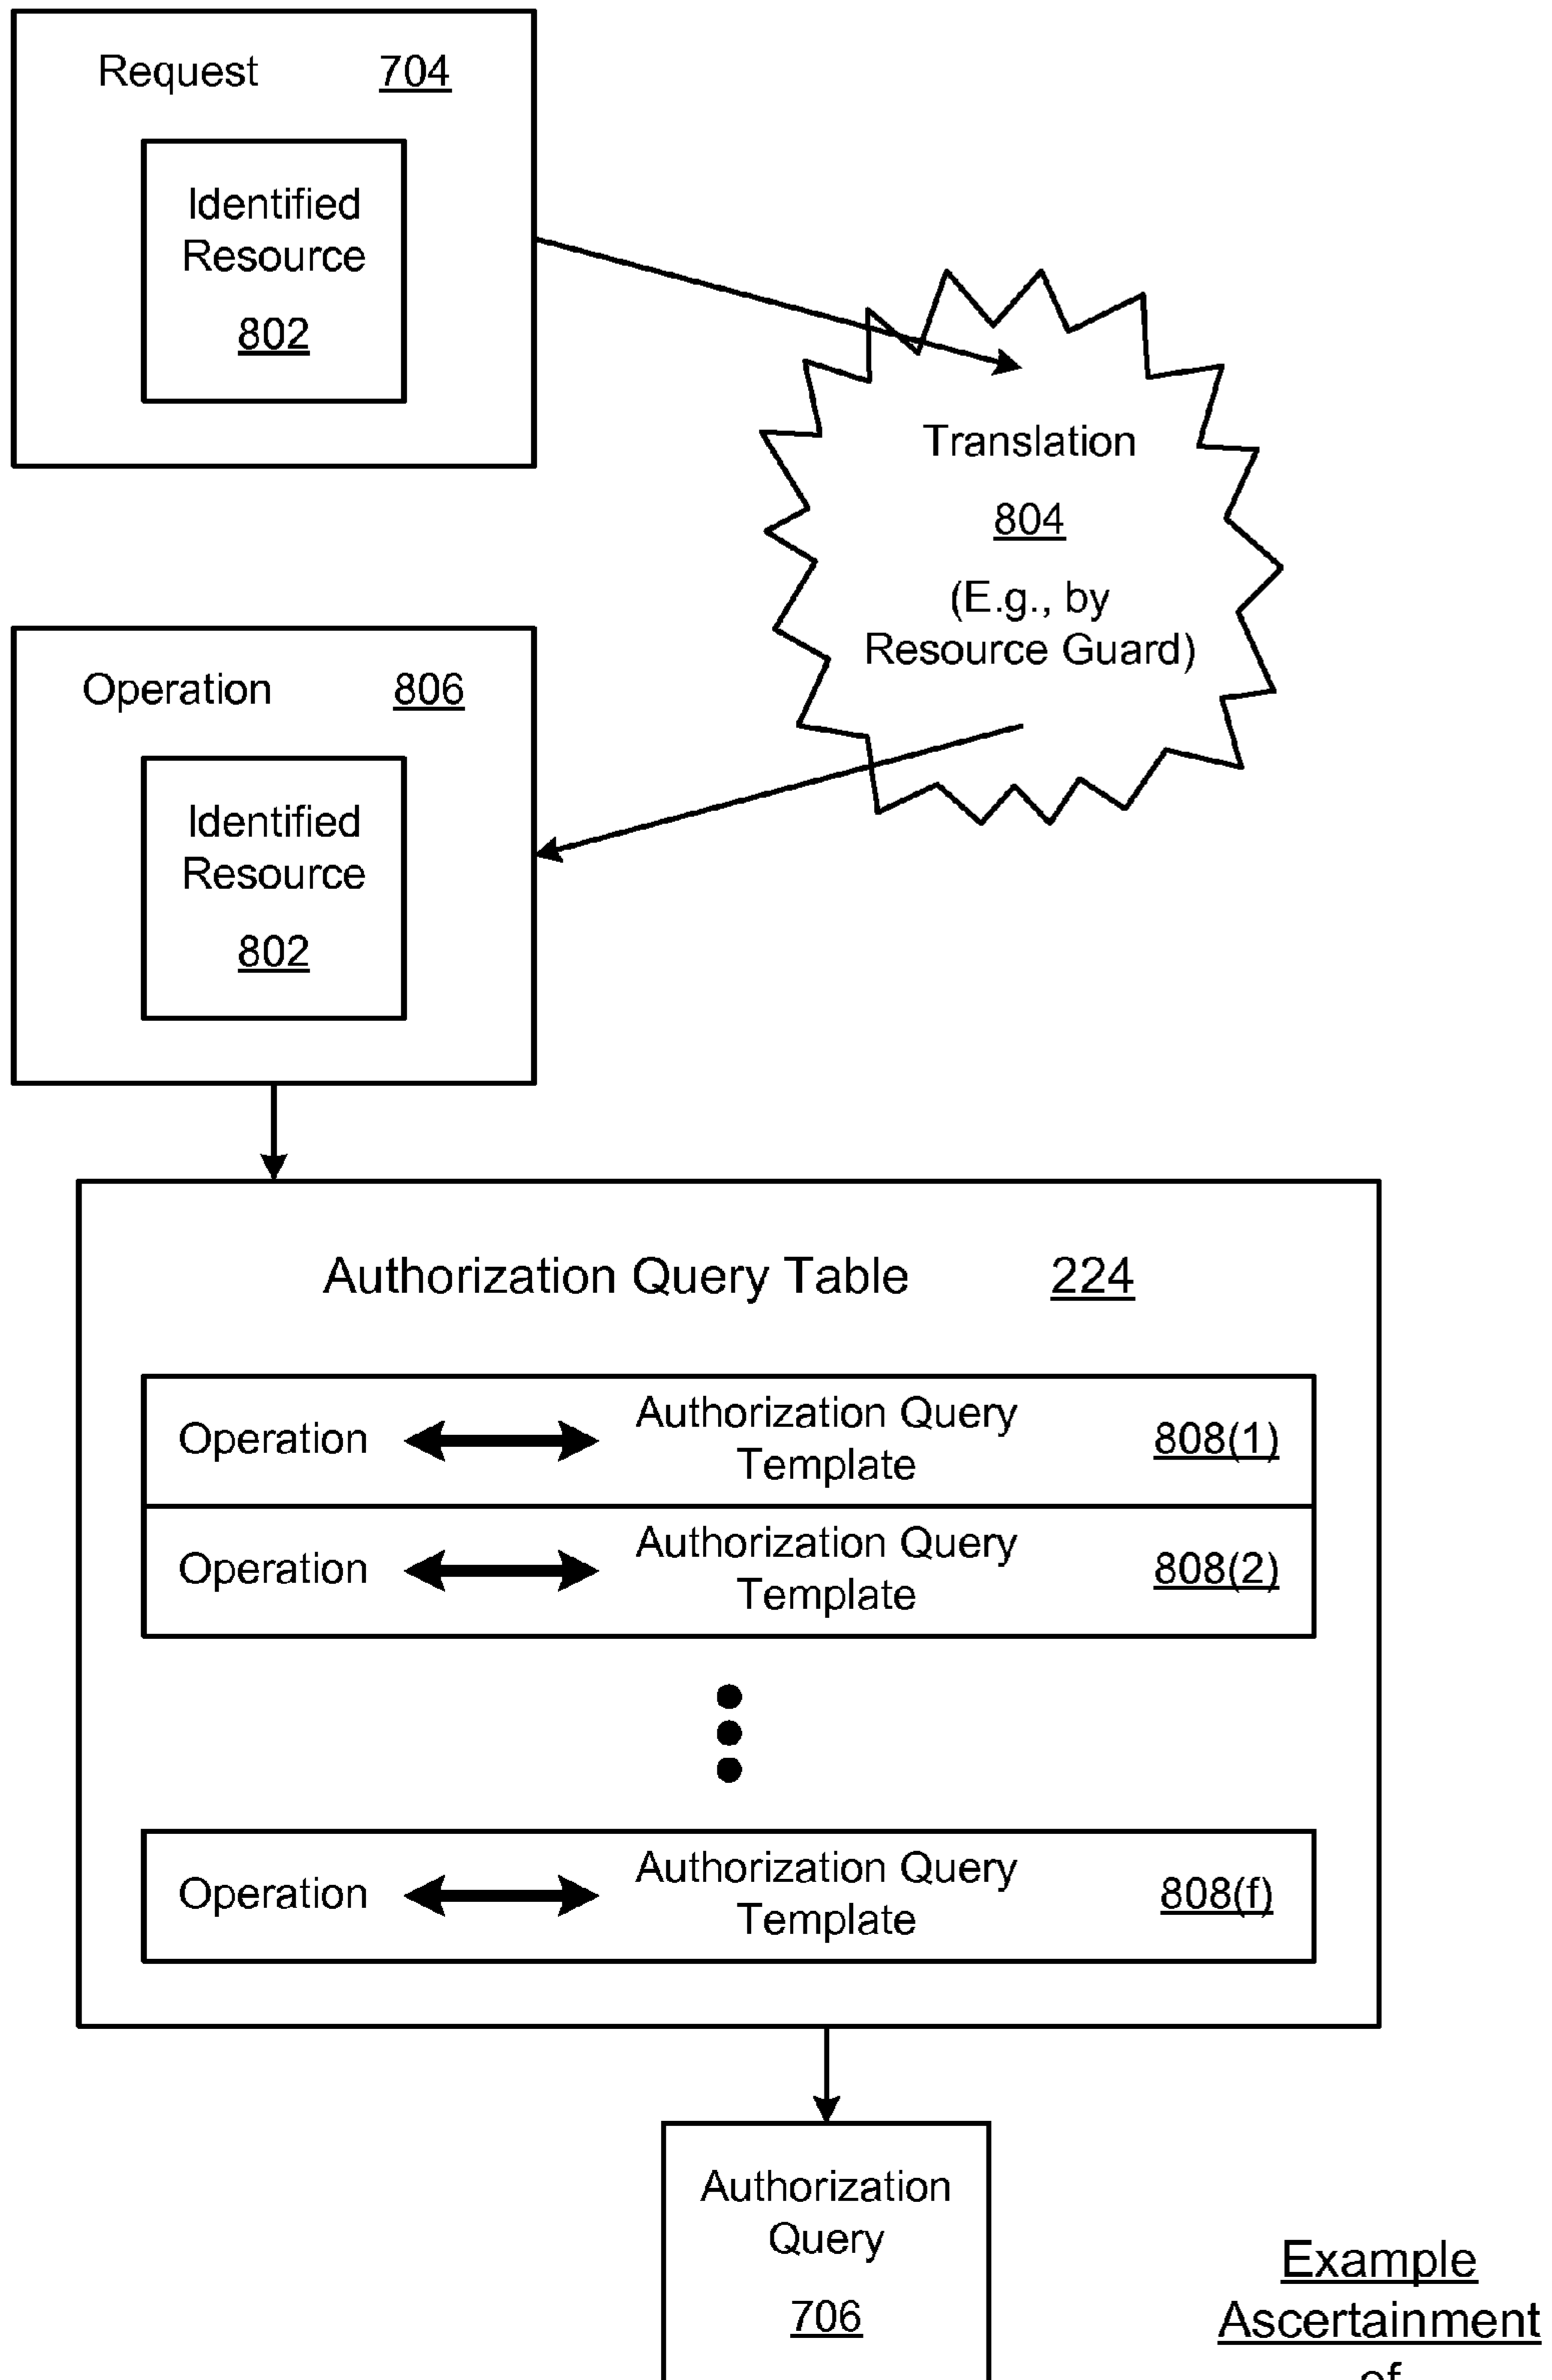 Request 704
Identified
Resource
802
Translation
804
(E.g., by
Resource Guard)
Operation 806
Identified
Resource
802
Authorization Query Table 224
Operation Authorization Query
Template 808(1)
Operation Authorization Query
Template 808(2)
Operation Authorization Query
Template 808(f)
Authorization
Query
706
Example
Ascertainment
of